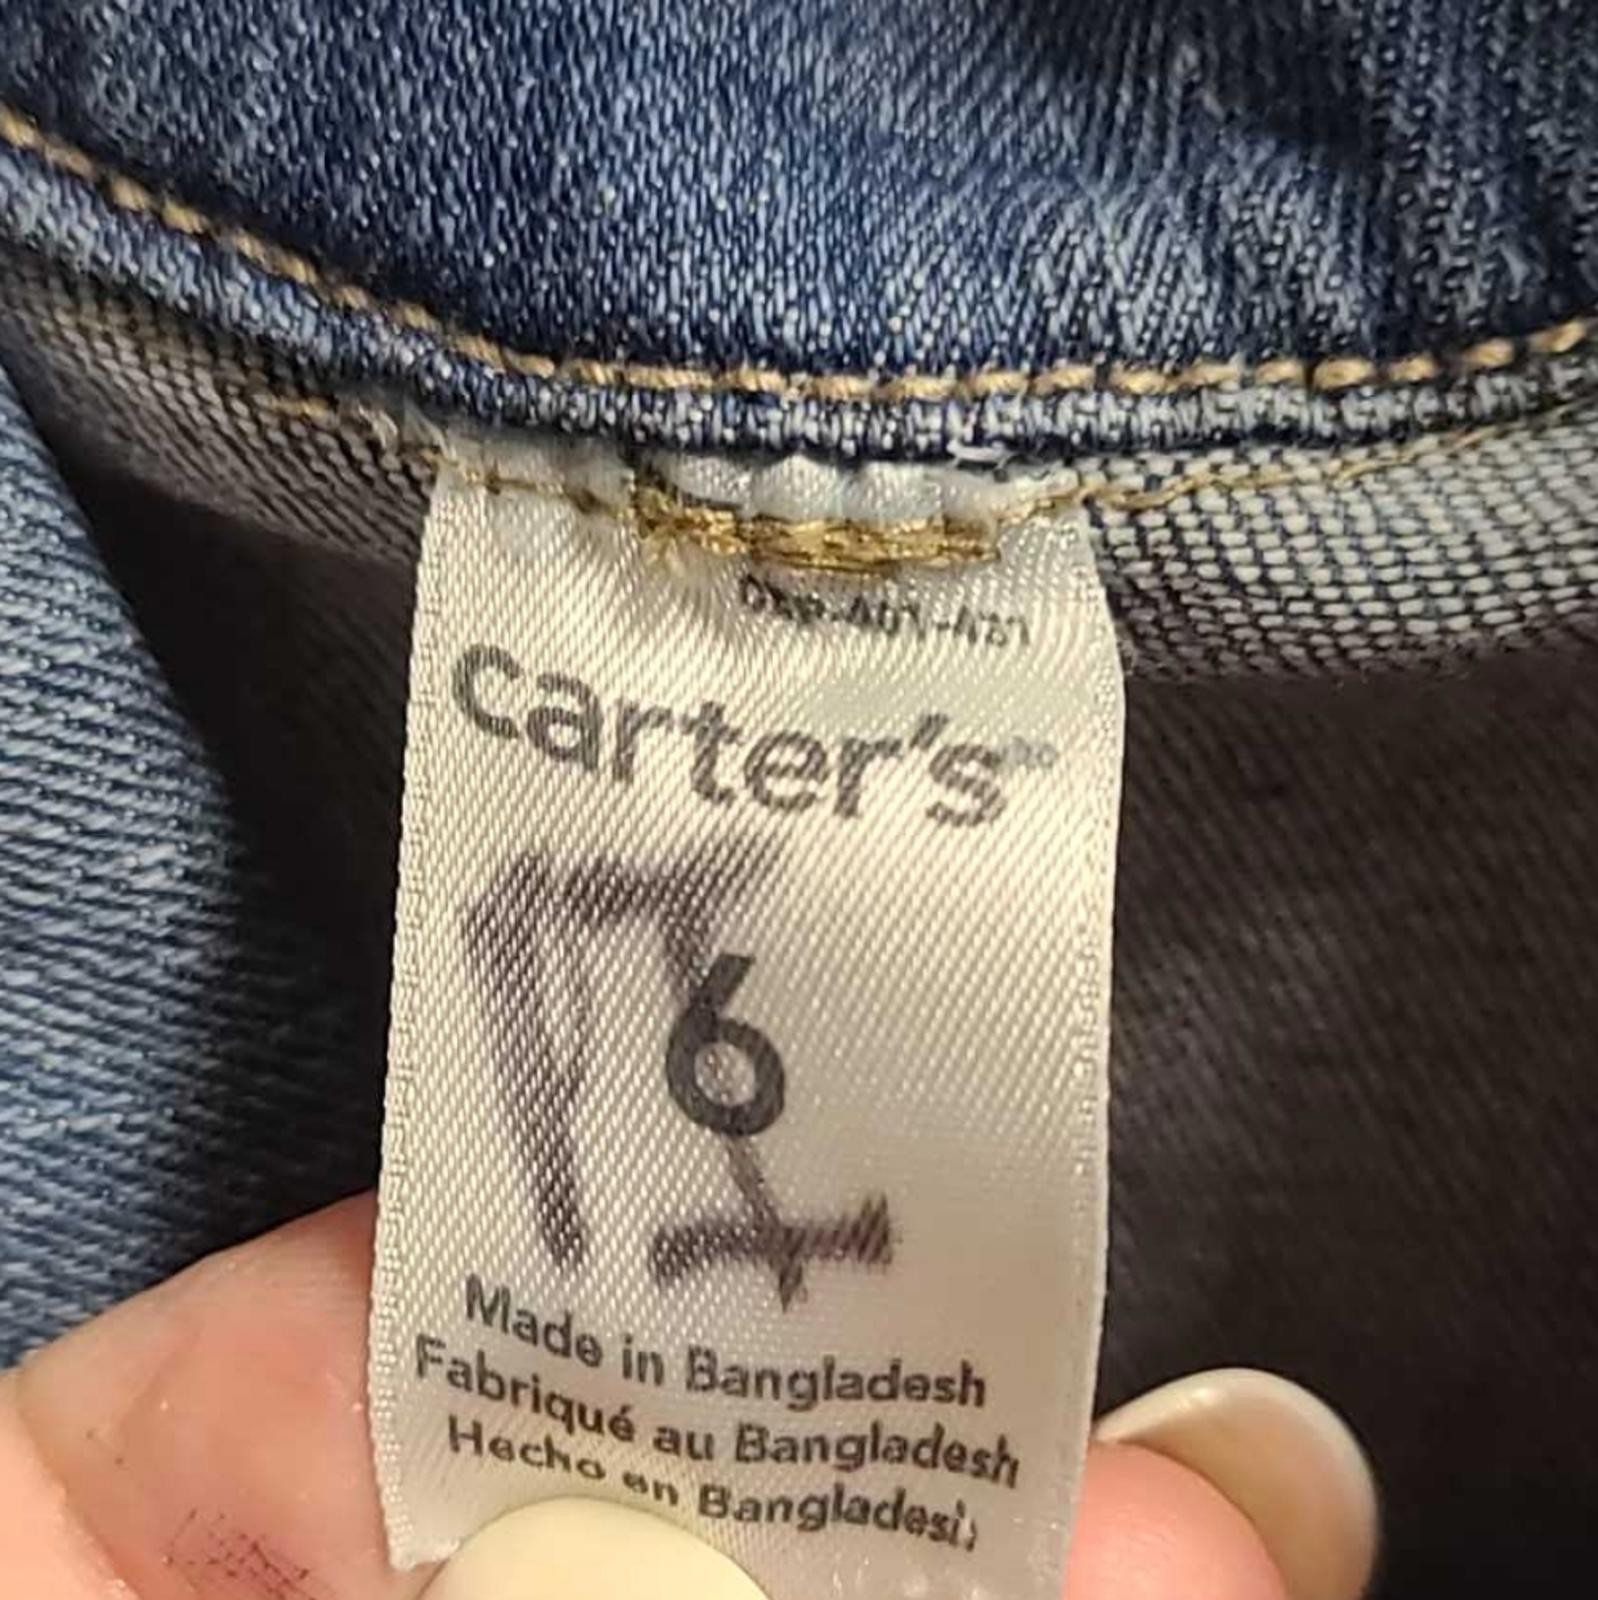 carter's
6
Made in Bangladesh
Fabriqué au Bangladesh
Hecho en Bangladesh